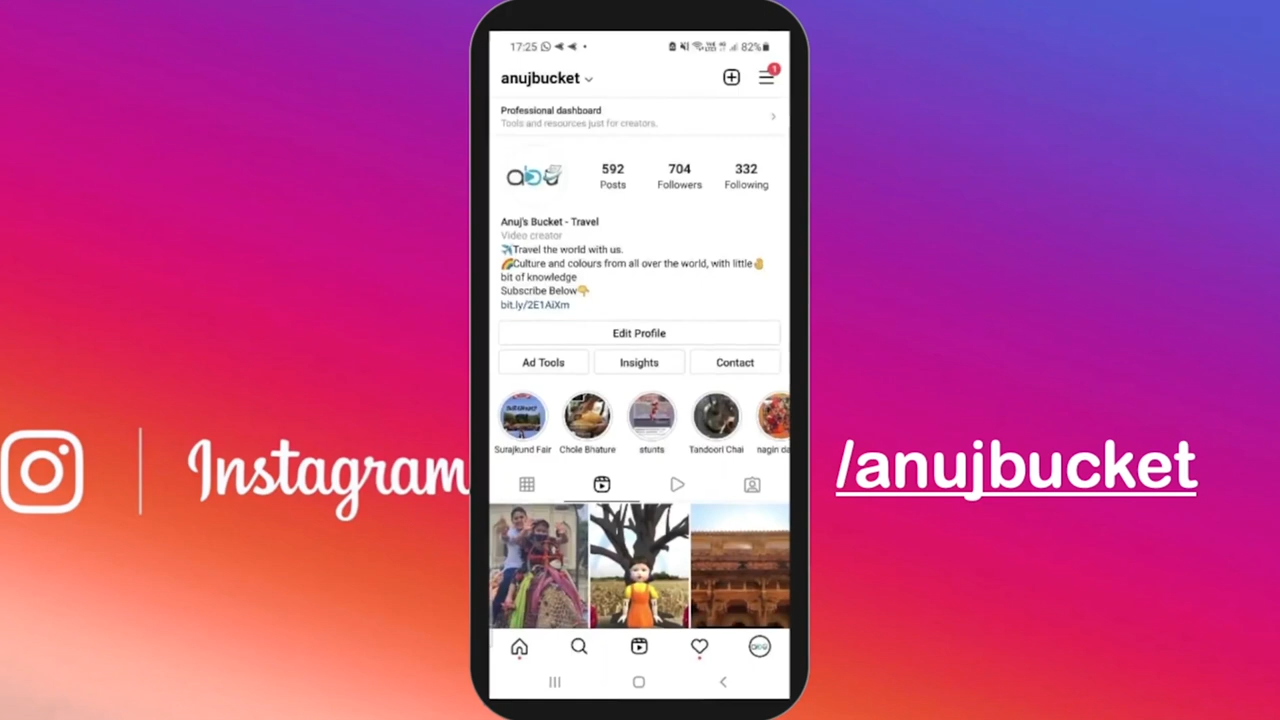 17:25
82%
anujbucket
1
Professional dashboard
Tools and resources just for creators.
592
704
332
Posts
Followers
Following
Anuj's Bucket - Travel
Video creator
✈️Travel the world with us.
🌈Culture and colours from all over the world, with little🤚
bit of knowledge
Subscribe Below👇
bit.ly/2E1AiXm
Edit Profile
Ad Tools
Insights
Contact
Surajkund Fair
Chole Bhature
stunts
Tandoori Chai
nagin da
Instagram
/anujbucket